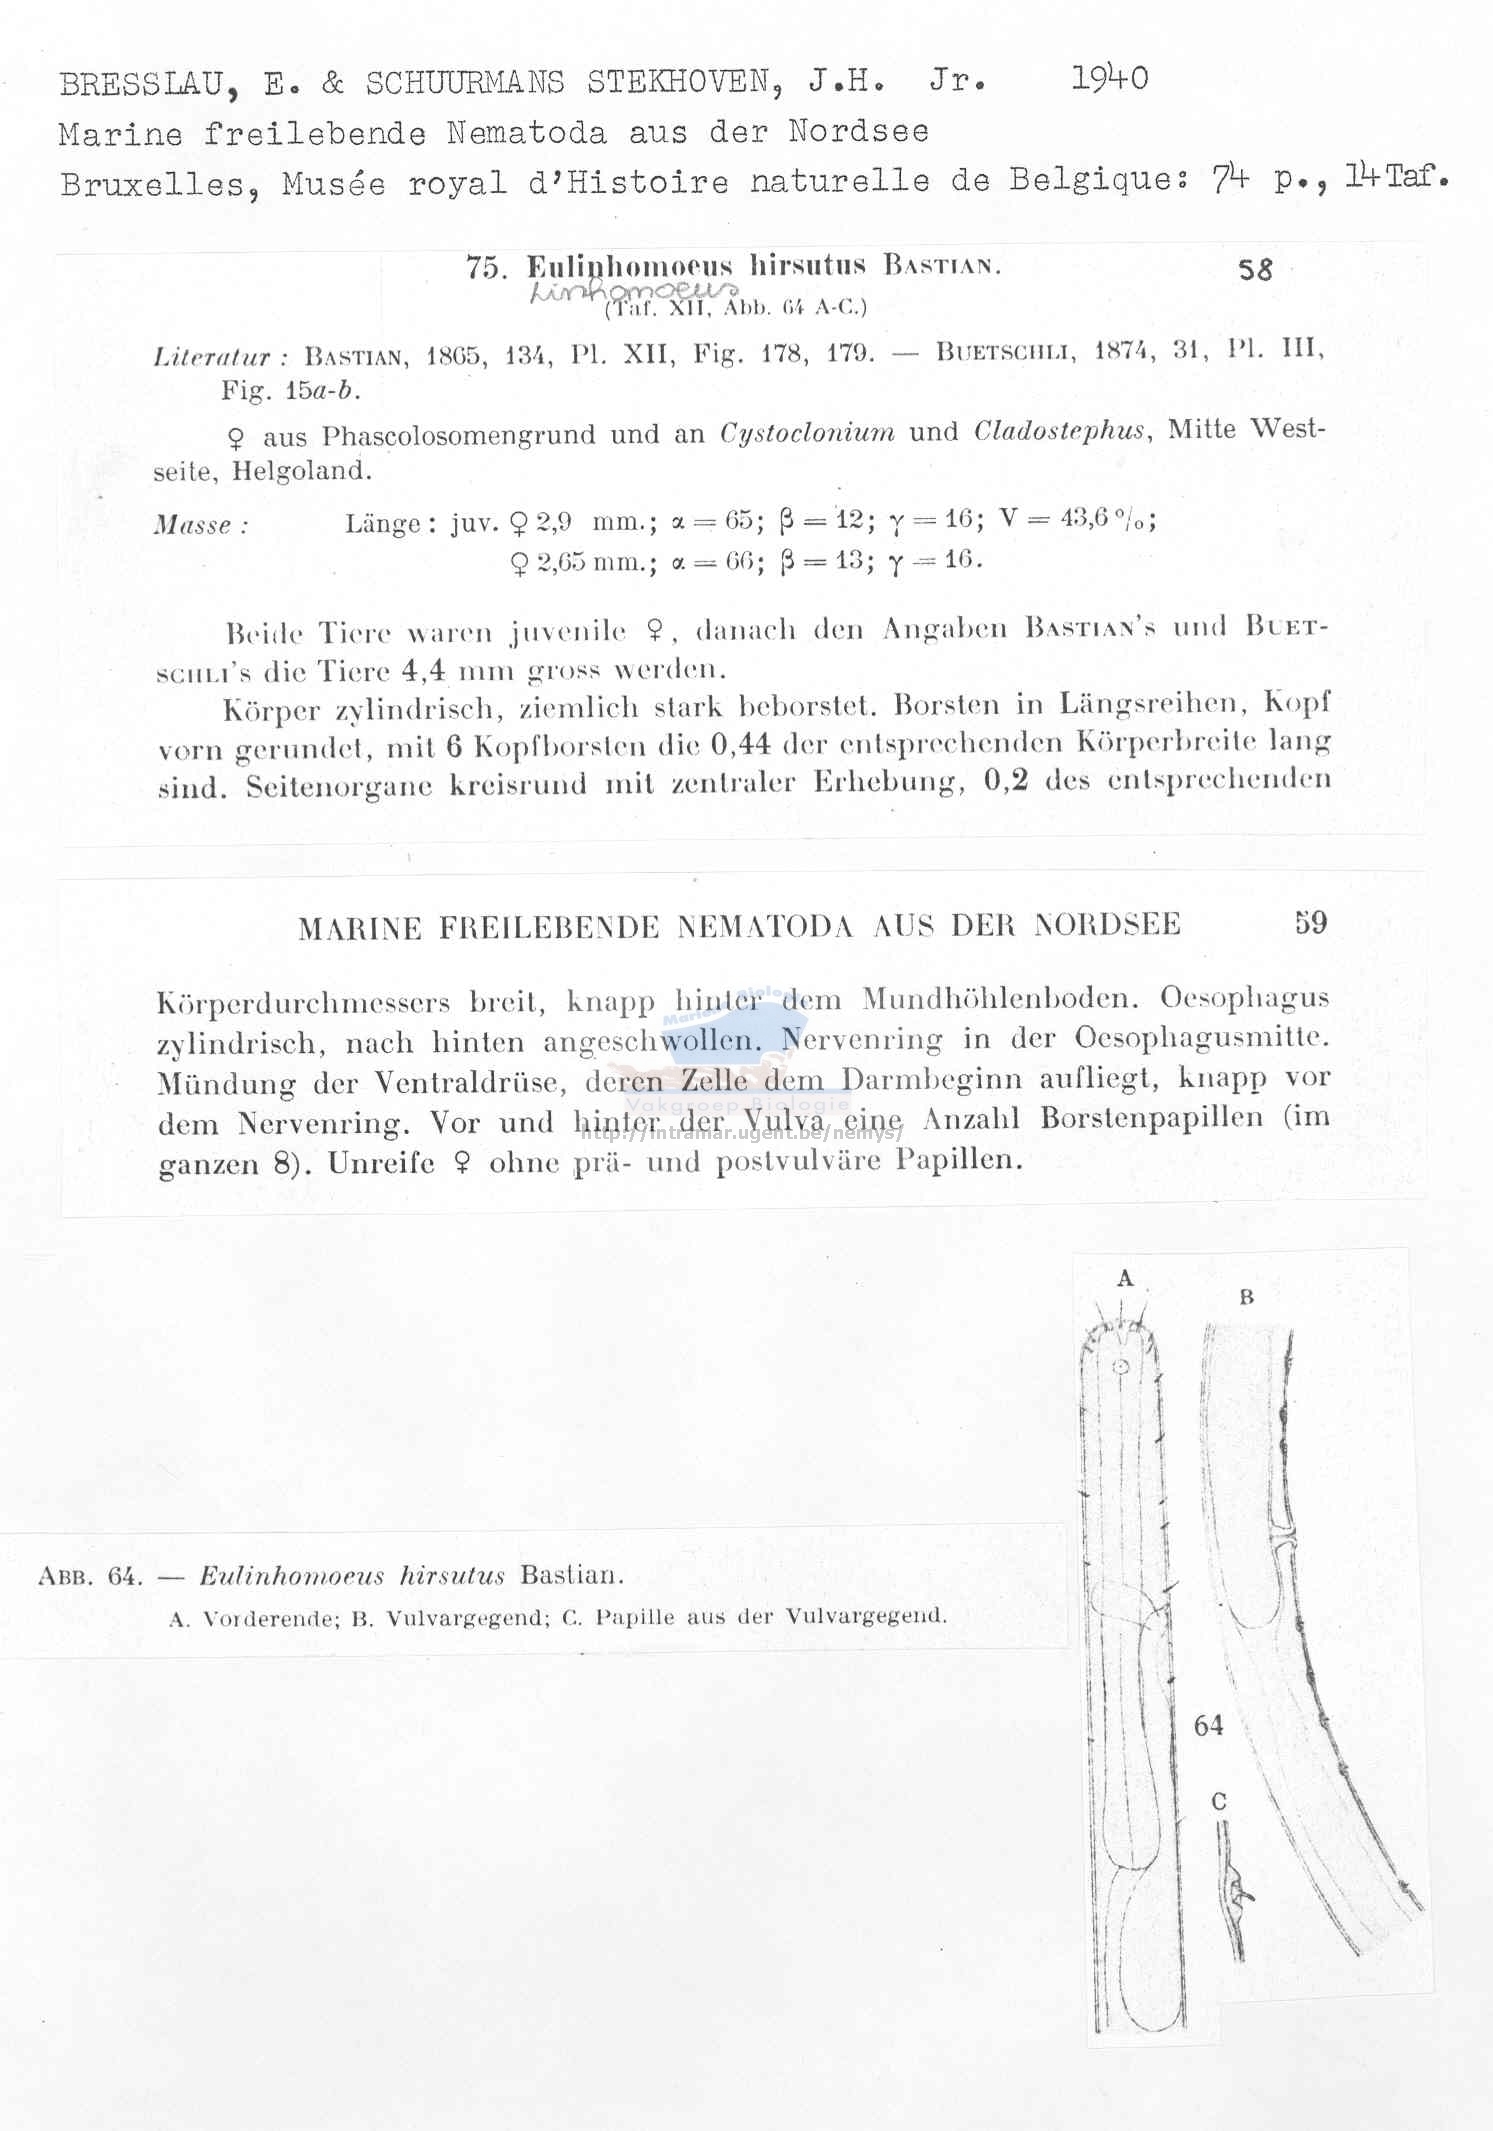 BRESSLAU, E. & SCHUURMANS STEKHOVEN, J.H. Jr. 1940
Marine freilebende Nematoda aus der Nordsee
Bruxelles, Musée royal d'Histoire naturelle de Belgique: 74 p., 14 Taf.
75. Eulinhomoeus hirsutus BASTIAN. 58
Linhomoeus
(Taf. XII, Abb. 64 A-C.)
Literatur : BASTIAN, 1865, 134, Pl. XII, Fig. 178, 179. — BUETSCHLI, 1874, 31, Pl. III,
Fig. 15a-b.
♀ aus Phascolosomengrund und an Cystoclonium und Cladostephus, Mitte West-
seite, Helgoland.
Masse : Länge : juv. ♀ 2,9 mm.; α = 65; β = 12; γ = 16; V = 43,6 %;
♀ 2,65 mm.; α = 66; β = 13; γ = 16.
Beide Tiere waren juvenile ♀, danach den Angaben BASTIAN's und BUET-
SCHLI's die Tiere 4,4 mm gross werden.
Körper zylindrisch, ziemlich stark beborstet. Borsten in Längsreihen, Kopf
vorn gerundet, mit 6 Kopfborsten die 0,44 der entsprechenden Körperbreite lang
sind. Seitenorgane kreisrund mit zentraler Erhebung, 0,2 des entsprechenden
MARINE FREILEBENDE NEMATODA AUS DER NORDSEE 59
Körperdurchmessers breit, knapp hinter dem Mundhöhlenboden. Oesophagus
zylindrisch, nach hinten angeschwollen. Nervenring in der Oesophagusmitte.
Mündung der Ventraldrüse, deren Zelle dem Darmbeginn aufliegt, knapp vor
dem Nervenring. Vor und hinter der Vulva eine Anzahl Borstenpapillen (im
ganzen 8). Unreife ♀ ohne prä- und postvulväre Papillen.
Mariene Biologie
Vakgroep Biologie
http://intramar.ugent.be/nemys/
A
B
ABB. 64. — Eulinhomoeus hirsutus Bastian.
A. Vorderende; B. Vulvargegend; C. Papille aus der Vulvargegend.
64
C